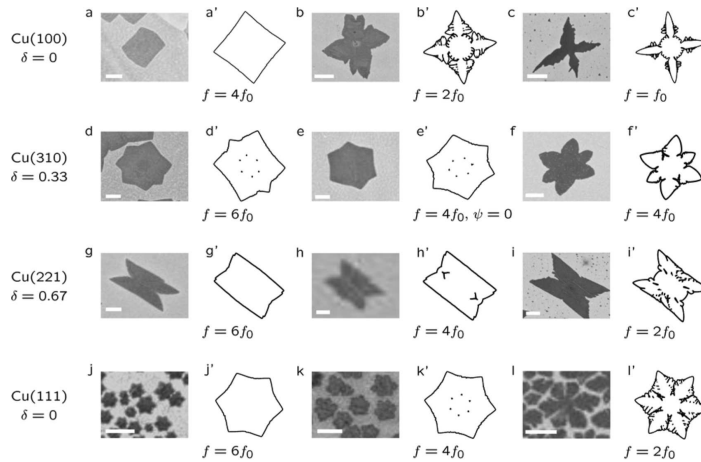 Cu(100)
δ = 0
a
a'
f = 4f₀
b
b'
f = 2f₀
c
c'
f = f₀
Cu(310)
δ = 0.33
d
d'
f = 6f₀
e
e'
f = 4f₀, ψ = 0
f
f'
f = 4f₀
Cu(221)
δ = 0.67
g
g'
f = 6f₀
h
h'
f = 4f₀
i
i'
f = 2f₀
Cu(111)
δ = 0
j
j'
f = 6f₀
k
k'
f = 4f₀
l
l'
f = 2f₀